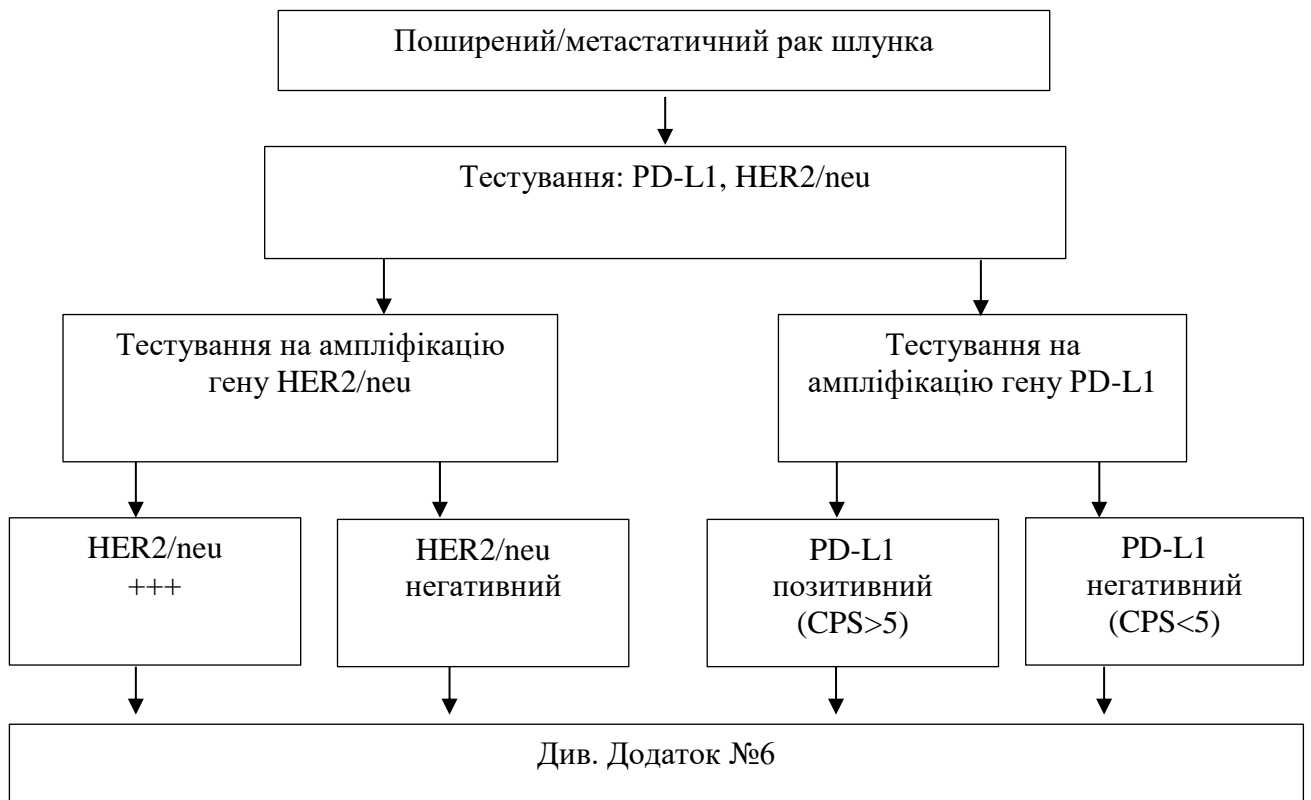 Поширений/метастатичний рак шлунка
Тестування: PD-L1, HER2/neu
Тестування на ампліфікацію
гену HER2/neu
Тестування на
ампліфікацію гену PD-L1
HER2/neu
+++
HER2/neu
негативний
PD-L1
позитивний
(CPS>5)
PD-L1
негативний
(CPS<5)
Див. Додаток №6